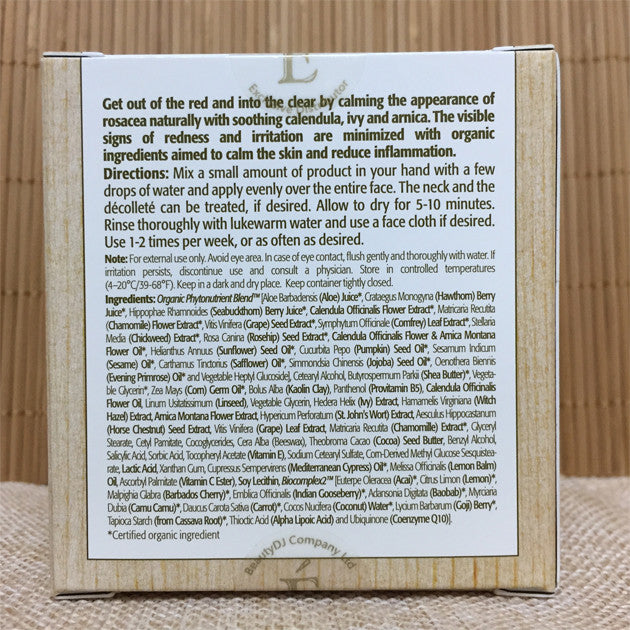 E
Exclusive Distributor
Get out of the red and into the clear by calming the appearance of
rosacea naturally with soothing calendula, ivy and arnica. The visible
signs of redness and irritation are minimized with organic
ingredients aimed to calm the skin and reduce inflammation.
Directions: Mix a small amount of product in your hand with a few
drops of water and apply evenly over the entire face. The neck and the
décolleté can be treated, if desired. Allow to dry for 5-10 minutes.
Rinse thoroughly with lukewarm water and use a face cloth if desired.
Use 1-2 times per week, or as often as desired.
Note: For external use only. Avoid eye area. In case of eye contact, flush gently and thoroughly with water. If
irritation persists, discontinue use and consult a physician. Store in controlled temperatures
(4–20°C/39-68°F). Keep in a dark and dry place. Keep container tightly closed.
Ingredients: Organic Phytonutrient Blend™ [Aloe Barbadensis (Aloe) Juice*, Crataegus Monogyna (Hawthorn) Berry
Juice*, Hippophae Rhamnoides (Seabuckthorn) Berry Juice*, Calendula Officinalis Flower Extract*, Matricaria Recutita
(Chamomile) Flower Extract*, Vitis Vinifera (Grape) Seed Extract*, Symphytum Officinale (Comfrey) Leaf Extract*, Stellaria
Media (Chickweed) Extract*, Rosa Canina (Rosehip) Seed Extract*, Calendula Officinalis Flower & Arnica Montana
Flower Oil*, Helianthus Annuus (Sunflower) Seed Oil*, Cucurbita Pepo (Pumpkin) Seed Oil*, Sesamum Indicum
(Sesame) Oil*, Carthamus Tinctorius (Safflower) Oil*, Simmondsia Chinensis (Jojoba) Seed Oil*, Oenothera Biennis
(Evening Primrose) Oil* and Vegetable Heptyl Glucoside], Cetearyl Alcohol, Butyrospermum Parkii (Shea Butter)*, Vegeta-
ble Glycerin*, Zea Mays (Corn) Germ Oil*, Bolus Alba (Kaolin Clay), Panthenol (Provitamin B5), Calendula Officinalis
Flower Oil, Linum Usitatissimum (Linseed), Vegetable Glycerin, Hedera Helix (Ivy) Extract, Hamamelis Virginiana (Witch
Hazel) Extract, Arnica Montana Flower Extract, Hypericum Perforatum (St. John's Wort) Extract, Aesculus Hippocastanum
(Horse Chestnut) Seed Extract, Vitis Vinifera (Grape) Leaf Extract, Matricaria Recutita (Chamomille) Extract*, Glyceryl
Stearate, Cetyl Palmitate, Cocoglycerides, Cera Alba (Beeswax), Theobroma Cacao (Cocoa) Seed Butter, Benzyl Alcohol,
Salicylic Acid, Sorbic Acid, Tocopheryl Acetate (Vitamin E), Sodium Cetearyl Sulfate, Corn-Derived Methyl Glucose Sesquistea-
rate, Lactic Acid, Xanthan Gum, Cupressus Sempervirens (Mediterranean Cypress) Oil*, Melissa Officinalis (Lemon Balm)
Oil, Ascorbyl Palmitate (Vitamin C Ester), Soy Lecithin, Biocomplex2™ [Euterpe Oleracea (Acai)*, Citrus Limon (Lemon)*,
Malpighia Glabra (Barbados Cherry)*, Emblica Officinalis (Indian Gooseberry)*, Adansonia Digitata (Baobab)*, Myrciaria
Dubia (Camu Camu)*, Daucus Carota Sativa (Carrot)*, Cocos Nucifera (Coconut) Water*, Lycium Barbarum (Goji) Berry*,
Tapioca Starch (from Cassava Root)*, Thioctic Acid (Alpha Lipoic Acid) and Ubiquinone (Coenzyme Q10)].
*Certified organic ingredient
BeautyDJ Company Ltd
E